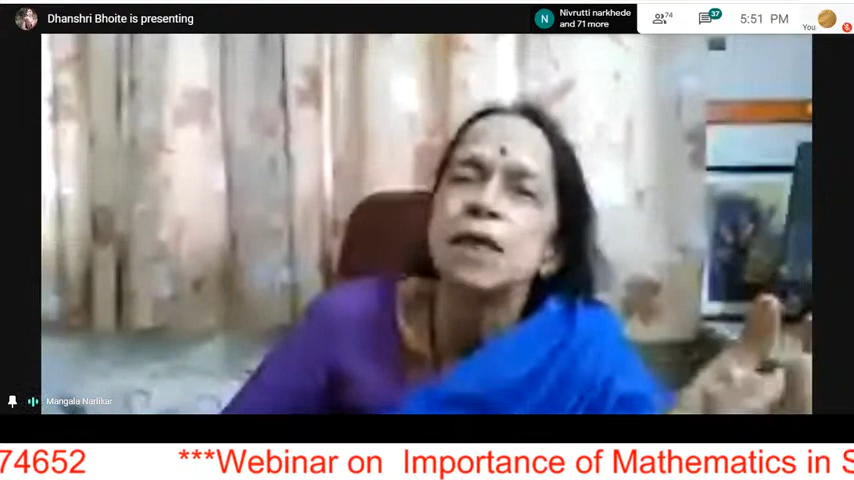 Dhanshri Bhoite is presenting
N
Nivrutti narkhede
and 71 more
74
37
5:51 PM
You
Mangala Narlikar
74652 ***Webinar on Importance of Mathematics in S